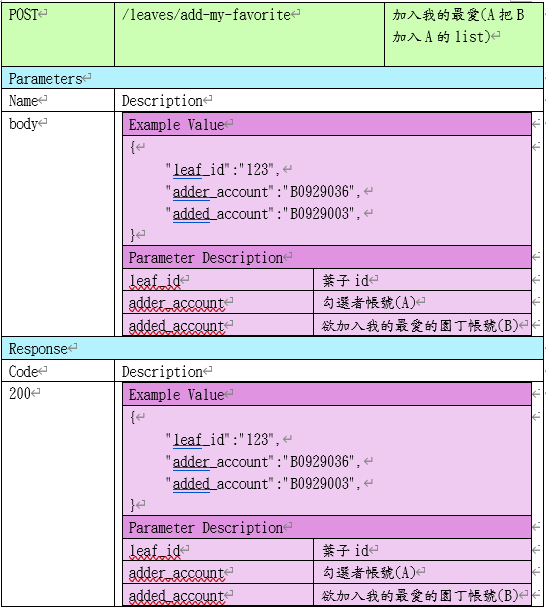 POST /leaves/add-my-favorite 加入我的最愛(A 把 B
加入 A 的 list)
Parameters
Name Description
body
Example Value
{
"leaf_id":"123",
"adder_account":"B0929036",
"added_account":"B0929003",
}
Parameter Description
leaf_id 葉子 id
adder_account 勾選者帳號(A)
added_account 欲加入我的最愛的園丁帳號(B)
Response
Code Description
200
Example Value
{
"leaf_id":"123",
"adder_account":"B0929036",
"added_account":"B0929003",
}
Parameter Description
leaf_id 葉子 id
adder_account 勾選者帳號(A)
added_account 欲加入我的最愛的園丁帳號(B)